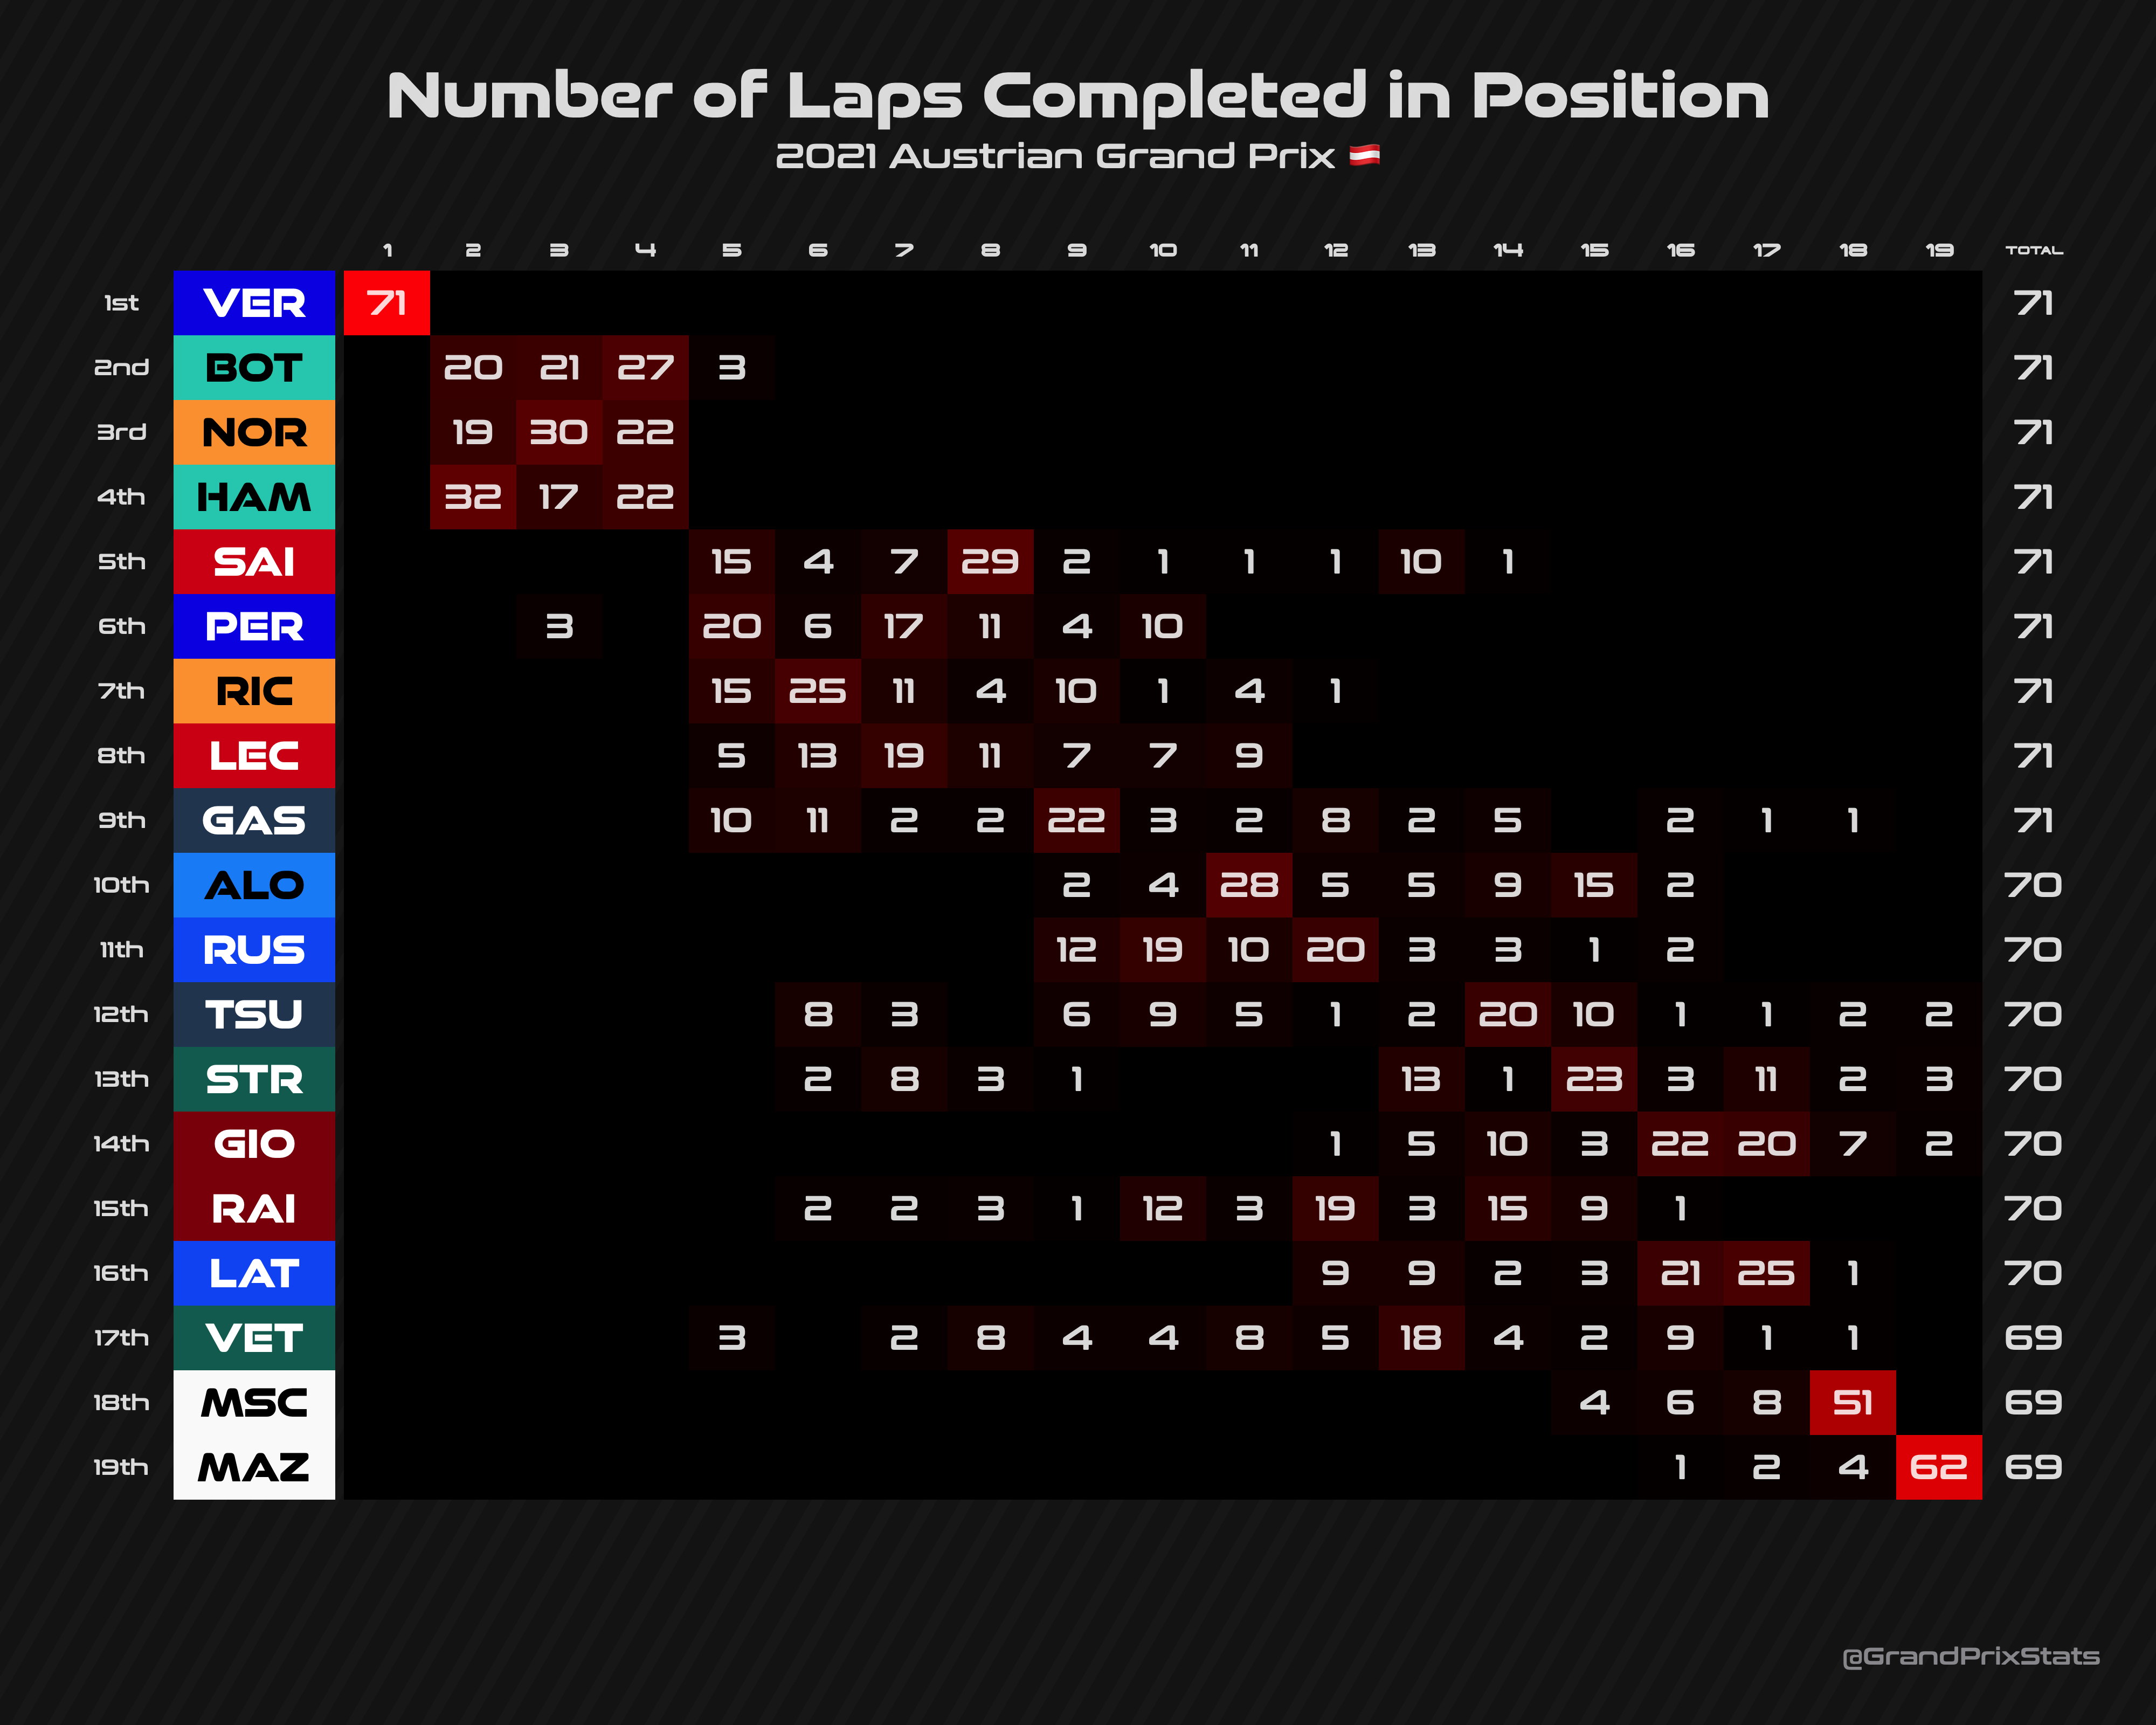 Number of Laps Completed in Position
2021 Austrian Grand Prix
1 2 3 4 5 6 7 8 9 10 11 12 13 14 15 16 17 18 19 TOTAL
1st VER 71 71
2nd BOT 20 21 27 3 71
3rd NOR 19 30 22 71
4th HAM 32 17 22 71
5th SAI 15 4 7 29 2 1 1 1 10 1 71
6th PER 3 20 6 17 11 4 10 71
7th RIC 15 25 11 4 10 1 4 1 71
8th LEC 5 13 19 11 7 7 9 71
9th GAS 10 11 2 2 22 3 2 8 2 5 2 1 1 71
10th ALO 2 4 28 5 5 9 15 2 70
11th RUS 12 19 10 20 3 3 1 2 70
12th TSU 8 3 6 9 5 1 2 20 10 1 1 2 2 70
13th STR 2 8 3 1 13 1 23 3 11 2 3 70
14th GIO 1 5 10 3 22 20 7 2 70
15th RAI 2 2 3 1 12 3 19 3 15 9 1 70
16th LAT 9 9 2 3 21 25 1 70
17th VET 3 2 8 4 4 8 5 18 4 2 9 1 1 69
18th MSC 4 6 8 51 69
19th MAZ 1 2 4 62 69
@GrandPrixStats